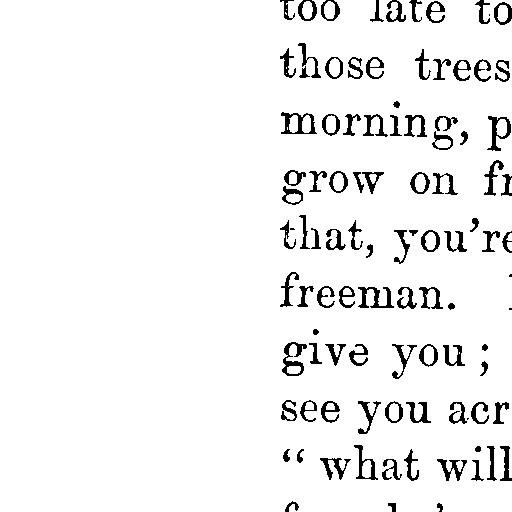 too late to
those trees
morning, p
grow on fr
that, you're
freeman.
give you ;
see you acr
“ what will